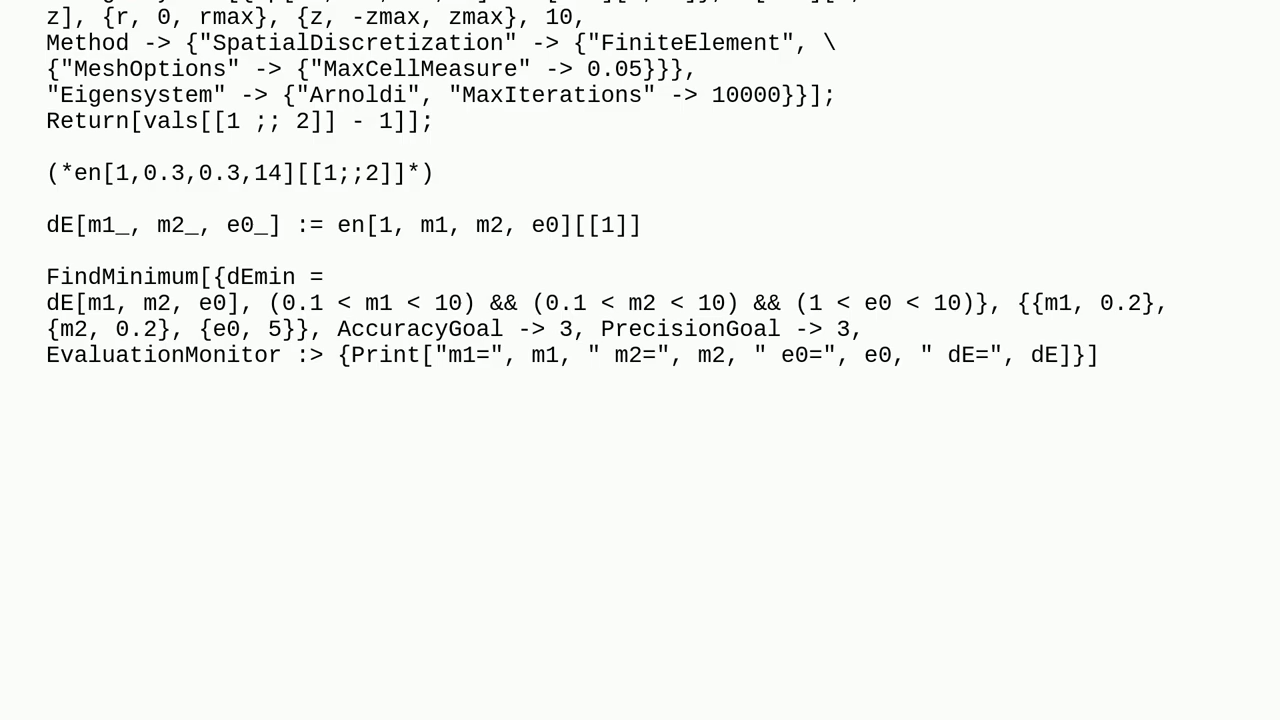 z], {r, 0, rmax}, {z, -zmax, zmax}, 10,
Method -> {"SpatialDiscretization" -> {"FiniteElement", \
{"MeshOptions" -> {"MaxCellMeasure" -> 0.05}}},
"Eigensystem" -> {"Arnoldi", "MaxIterations" -> 10000}}];
Return[vals[[1 ;; 2]] - 1]];
(*en[1,0.3,0.3,14][[1;;2]]*)
dE[m1_, m2_, e0_] := en[1, m1, m2, e0][[1]]
FindMinimum[{dEmin =
dE[m1, m2, e0], (0.1 < m1 < 10) && (0.1 < m2 < 10) && (1 < e0 < 10)}, {{m1, 0.2},
{m2, 0.2}, {e0, 5}}, AccuracyGoal -> 3, PrecisionGoal -> 3,
EvaluationMonitor :> {Print["m1=", m1, " m2=", m2, " e0=", e0, " dE=", dE]}]